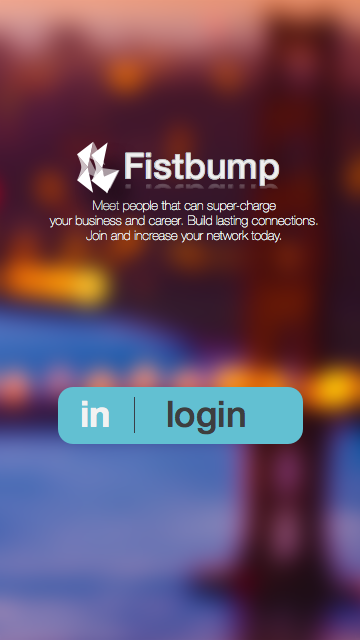 Fistbump
Meet people that can super-charge
your business and career. Build lasting connections.
Join and increase your network today.
in | login